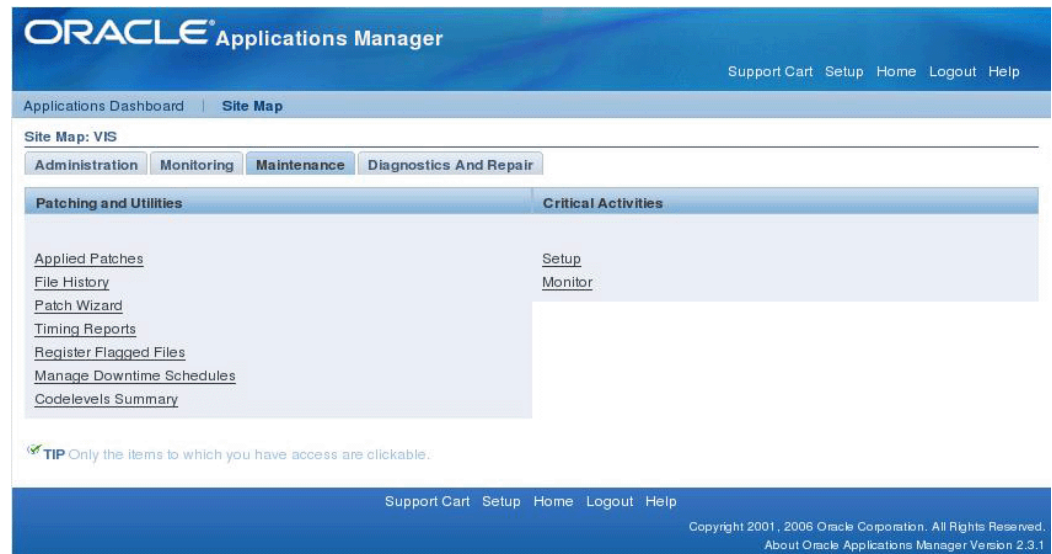 ORACLE® Applications Manager
Support Cart Setup Home Logout Help
Applications Dashboard | Site Map
Site Map: VIS
Administration Monitoring Maintenance Diagnostics And Repair
Patching and Utilities
Applied Patches
File History
Patch Wizard
Timing Reports
Register Flagged Files
Manage Downtime Schedules
Codelevels Summary
Critical Activities
Setup
Monitor
TIP Only the items to which you have access are clickable.
Support Cart Setup Home Logout Help
Copyright 2001, 2006 Oracle Corporation. All Rights Reserved.
About Oracle Applications Manager Version 2.3.1